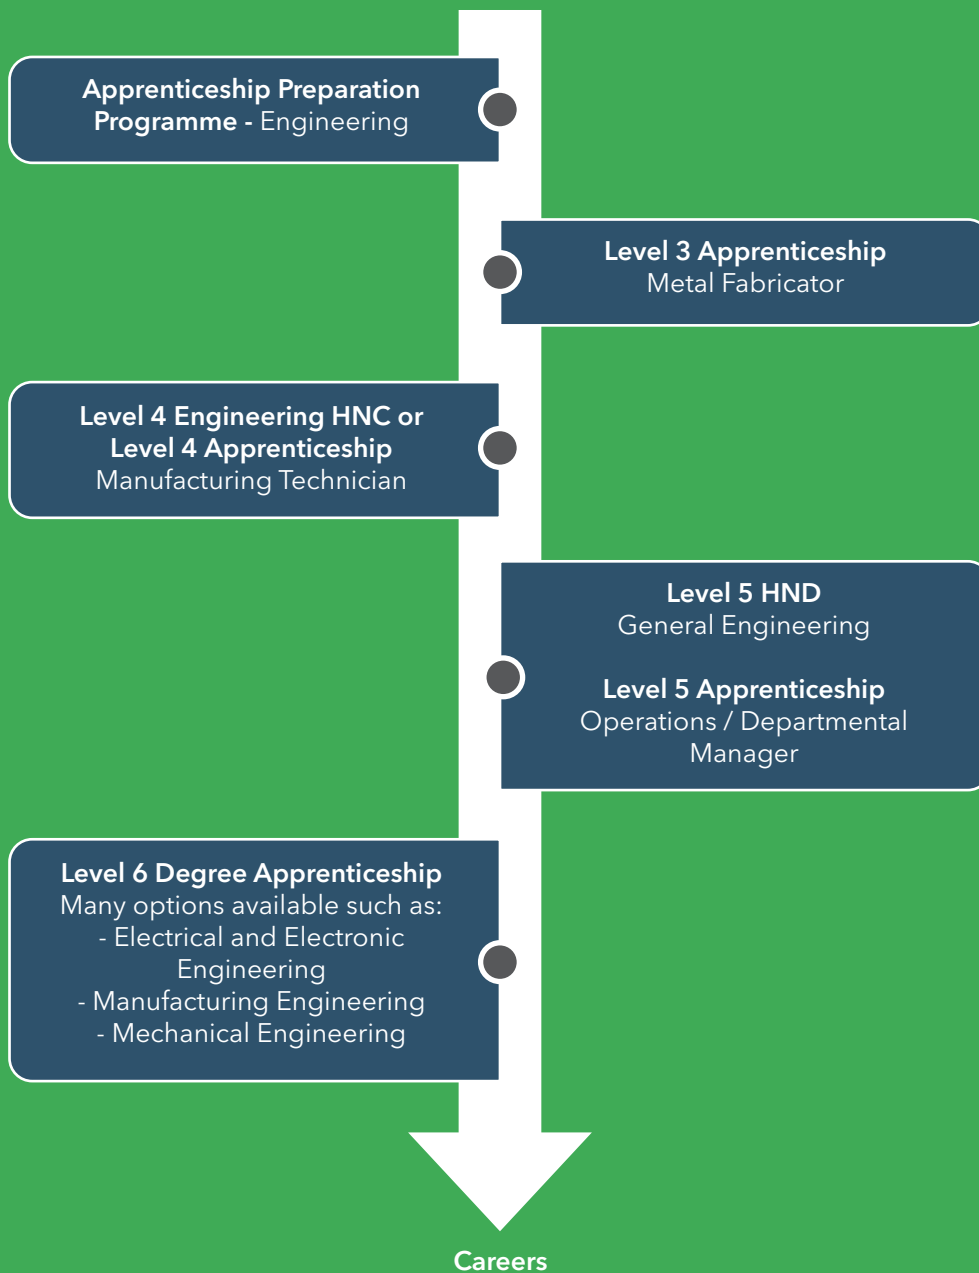 Apprenticeship Preparation
Programme - Engineering
Level 3 Apprenticeship
Metal Fabricator
Level 4 Engineering HNC or
Level 4 Apprenticeship
Manufacturing Technician
Level 5 HND
General Engineering
Level 5 Apprenticeship
Operations / Departmental
Manager
Level 6 Degree Apprenticeship
Many options available such as:
- Electrical and Electronic
Engineering
- Manufacturing Engineering
- Mechanical Engineering
Careers